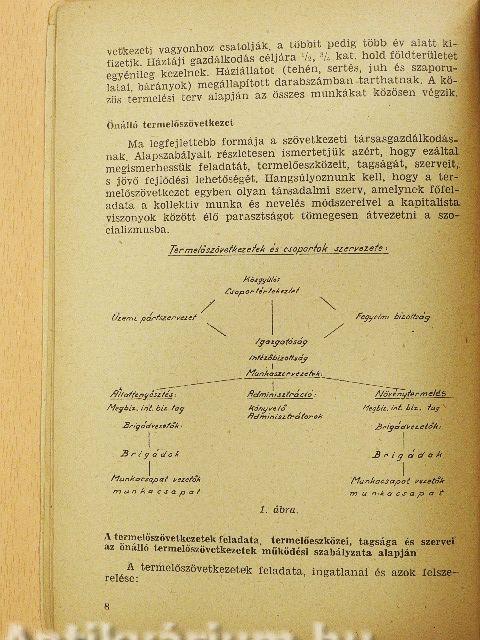 vetkezeti vagyonhoz csatolják, a többit pedig több év alatt ki-
fizetik. Háztáji gazdálkodás céljára ½, ¾ kat. hold földterületet
egyénileg kezelnek. Háziállatot (tehén, sertés, juh és szaporu-
latai, bárányok) megállapított darabszámban tarthatnak. A kö-
zös termelési terv alapján az összes munkákat közösen végzik.
Önálló termelőszövetkezet
Ma legfejlettebb formája a szövetkezeti társasgazdálkodás-
nak. Alapszabályait részletesen ismertetjük azért, hogy ezáltal
megismerhessük feladatát, termelőeszközeit, tagságát, szerveit,
s jövő fejlődési lehetőségét. Hangsúlyoznunk kell, hogy a ter-
melőszövetkezet egyben olyan társadalmi szerv, amelynek főfel-
adata a kollektív munka és nevelés módszereivel a kapitalista
viszonyok között élő parasztságot tömegesen átvezetni a szo-
cializmusba.
Termelőszövetkezetek és csoportok szervezete:
Közgyűlés
Csoportértekezlet
Üzemi pártszervezet
Fegyelmi bizottság
Igazgatóság
Intézőbizottság
Munkaszervezetek:
Állattenyésztés: Adminisztráció: Növénytermelés
Megbiz. int. biz. tag Könyvelő Megbiz. int. biz. tag
Adminisztrátorok
Brigádvezetők: Brigádvezetők:
Brigádok Brigádok
Munkacsapat vezetők Munkacsapat vezetők
munkacsapat munkacsapat
1. ábra.
A termelőszövetkezetek feladata, termelőeszközei, tagsága és szervei
az önálló termelőszövetkezetek működési szabályzata alapján
A termelőszövetkezetek feladata, ingatlanai és azok felsze-
relése:
8
Antikvárium.hu